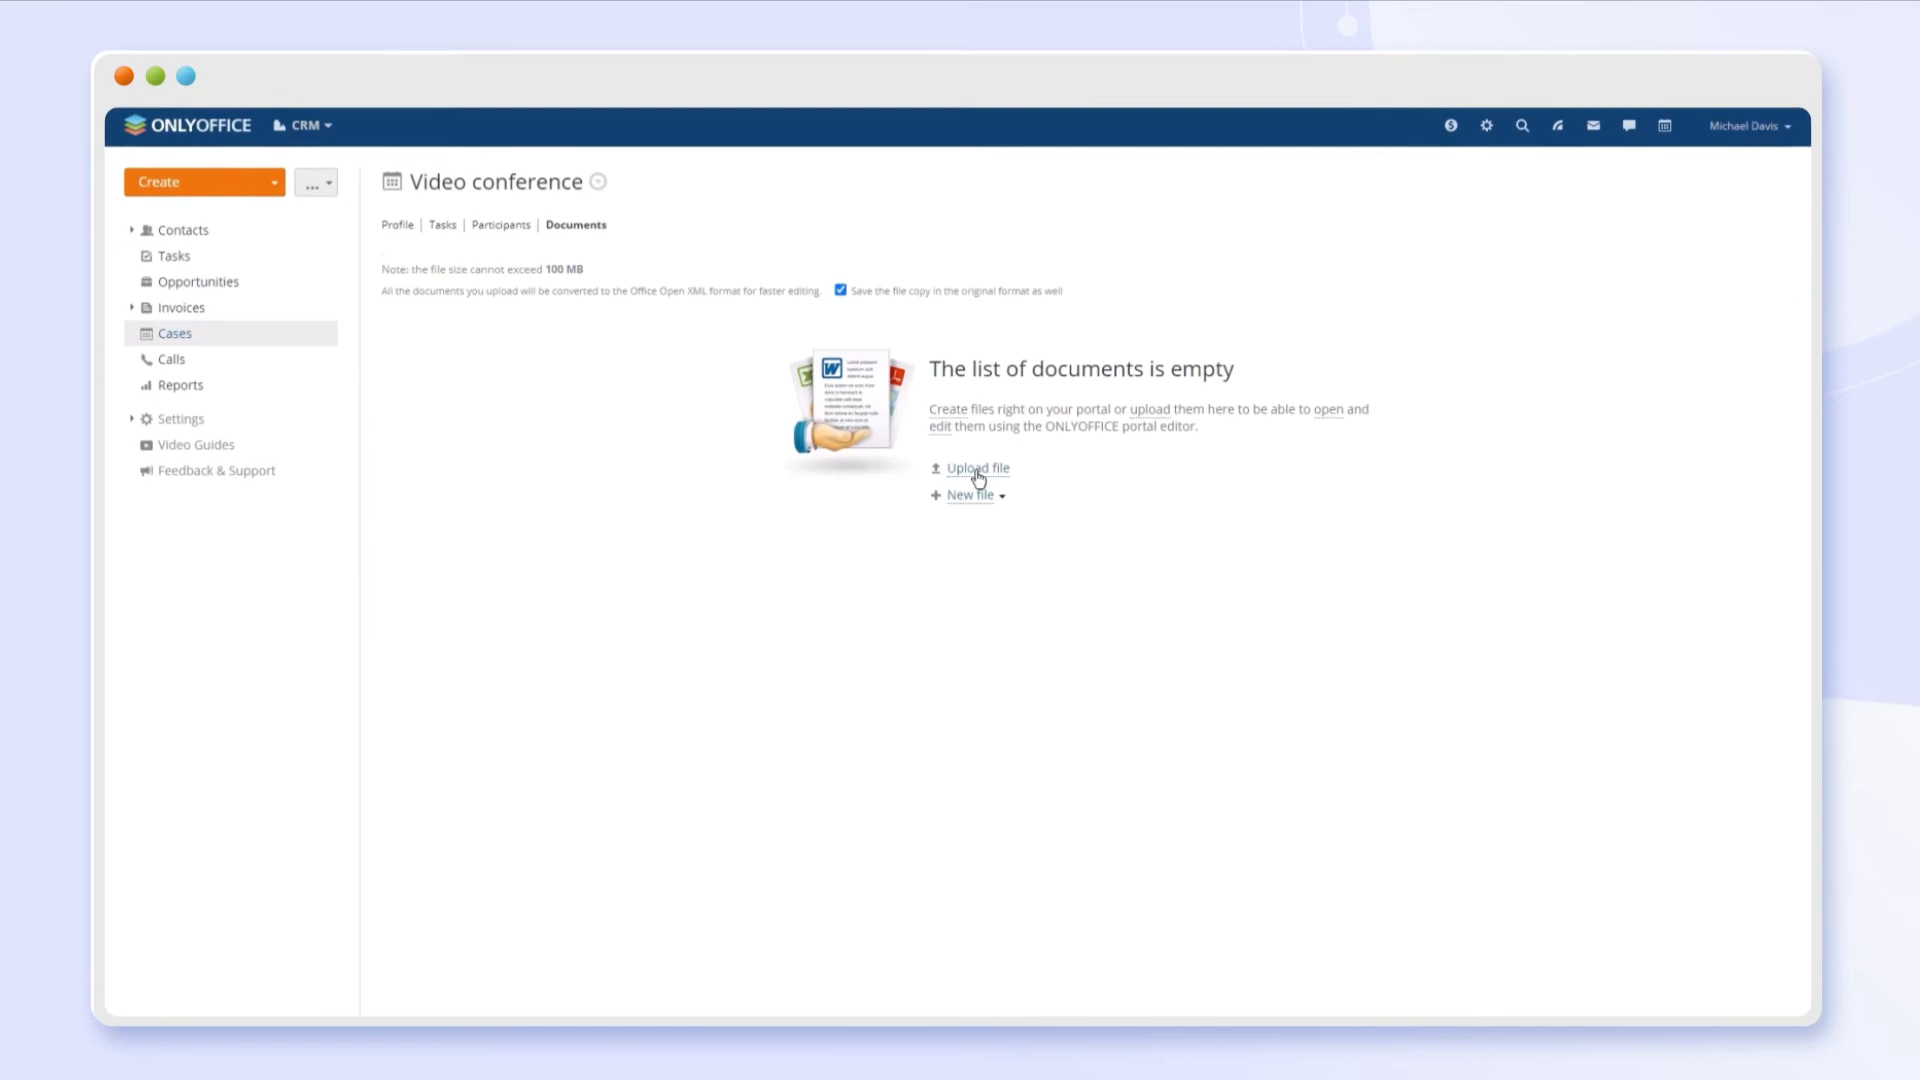 ONLYOFFICE CRM Michael Davis
Create ...
Contacts
Tasks
Opportunities
Invoices
Cases
Calls
Reports
Settings
Video Guides
Feedback & Support
Video conference
Profile Tasks Participants Documents
Note: the file size cannot exceed 100 MB
All the documents you upload will be converted to the Office Open XML format for faster editing. Save the file copy in the original format as well
W
The list of documents is empty
Create files right on your portal or upload them here to be able to open and
edit them using the ONLYOFFICE portal editor.
Upload file
New file